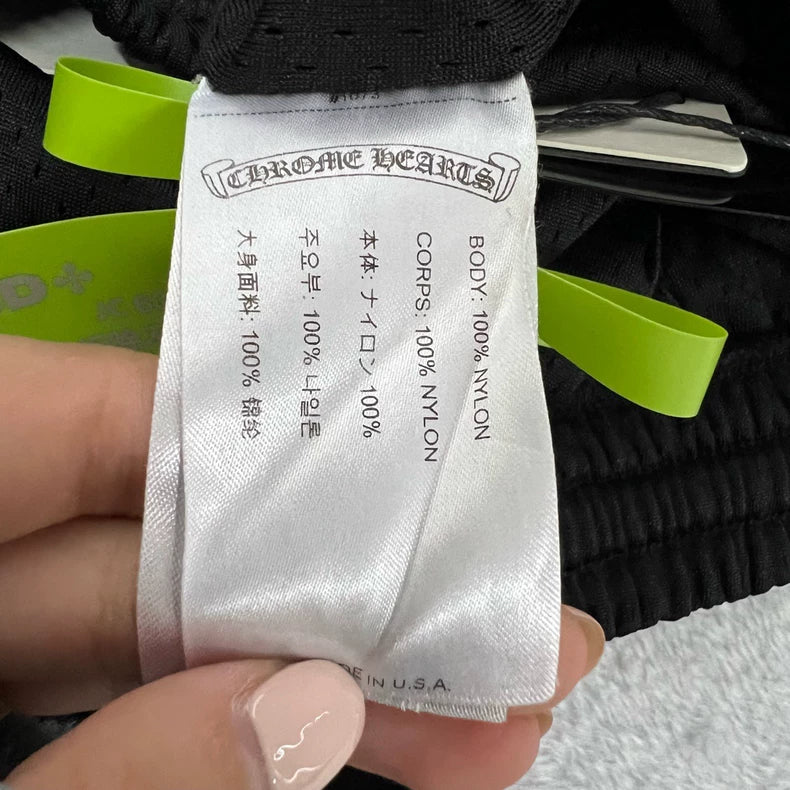 CHROME HEARTS
BODY: 100% NYLON
CORPS: 100% NYLON
本体: ナイロン 100%
주요부: 100% 나일론
大身面料: 100% 锦纶
IN U.S.A.